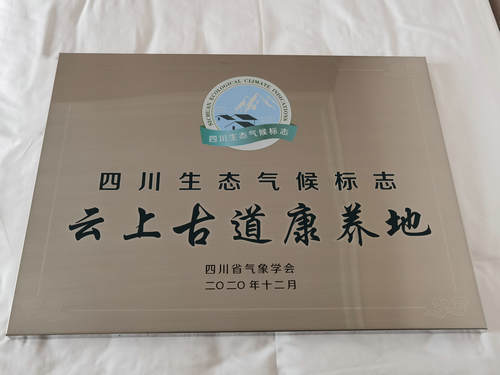 SICHUAN ECOLOGICAL CLIMATE INDICATIONS
四川生态气候标志
四川生态气候标志
云上古道康养地
四川省气象学会
二〇二〇年十二月